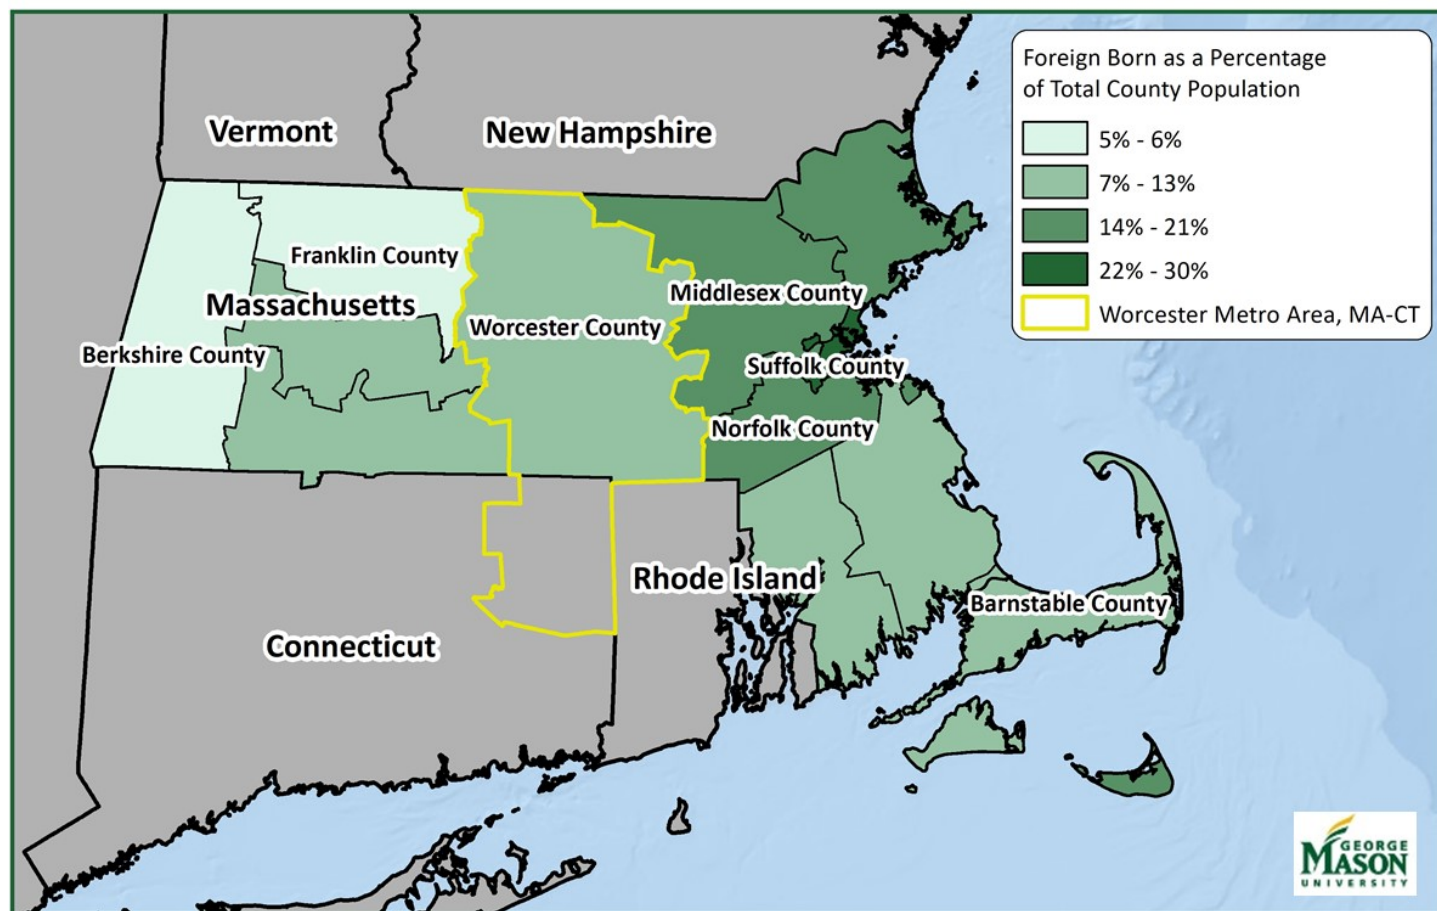 Foreign Born as a Percentage
of Total County Population
5% - 6%
7% - 13%
14% - 21%
22% - 30%
Worcester Metro Area, MA-CT
Vermont
New Hampshire
Franklin County
Massachusetts
Middlesex County
Worcester County
Berkshire County
Suffolk County
Norfolk County
Rhode Island
Barnstable County
Connecticut
GEORGE
MASON
UNIVERSITY